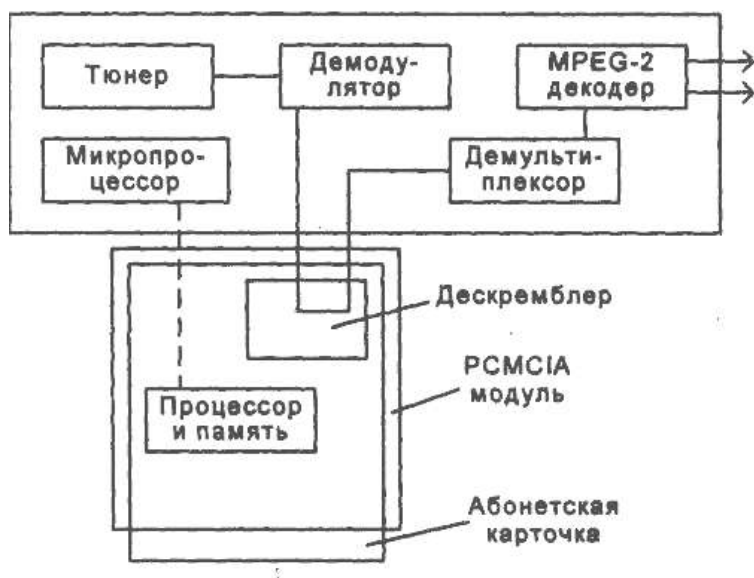 Тюнер
Демоду-
лятор
MPEG-2
декодер
Микропро-
цессор
Демульти-
плексор
Дескремблер
PCMCIA
модуль
Процессор
и память
Абонетская
карточка